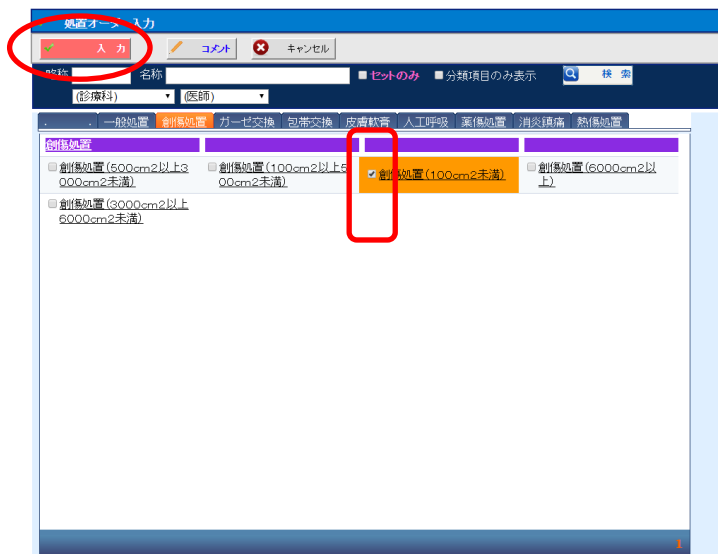 処置オーダ 入力
入 力 コメント キャンセル
略称 名称 セットのみ 分類項目のみ表示 検 索
(診療科) (医師)
一般処置 創傷処置 ガーゼ交換 包帯交換 皮膚軟膏 人工呼吸 薬傷処置 消炎鎮痛 熱傷処置
創傷処置
創傷処置(500cm2以上3 創傷処置(100cm2以上5 創傷処置(100cm2未満) 創傷処置(6000cm2以
000cm2未満) 00cm2未満) 上)
創傷処置(3000cm2以上
6000cm2未満)
1